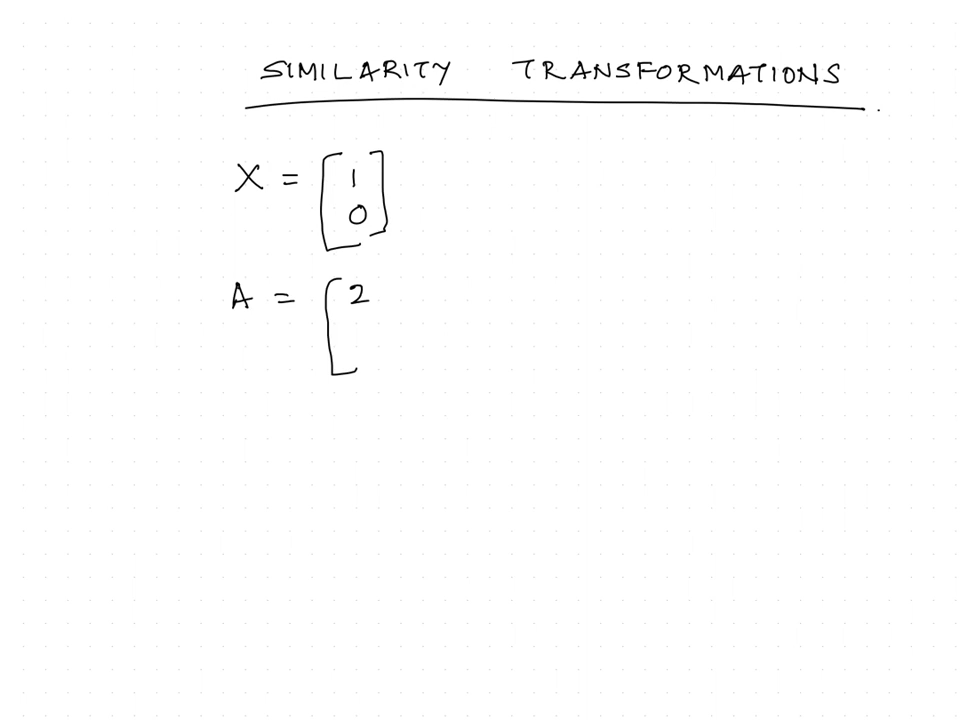 SIMILARITY TRANSFORMATIONS
X = [ 1
0 ]
A = [ 2